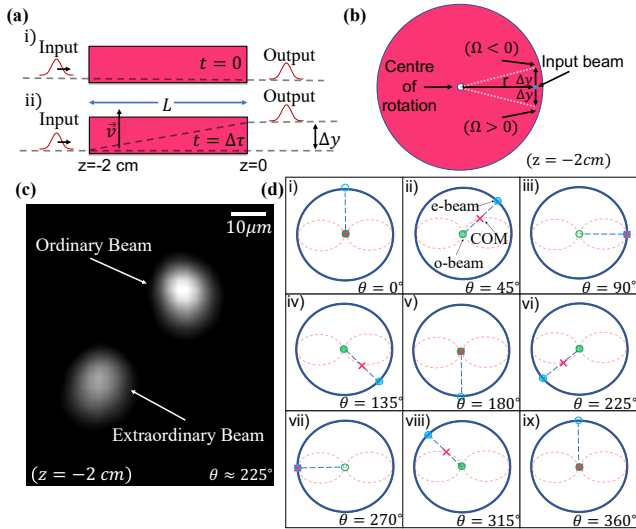 (a)
i)
Input
t = 0
Output
ii)
Input
L
v⃗
t = Δτ
Output
Δy
z=-2 cm
z=0
(b)
(Ω < 0)
Input beam
Centre of
rotation
r
Δy
Δy
(Ω > 0)
(z = −2cm)
(c)
10μm
Ordinary Beam
Extraordinary Beam
(z = −2 cm)
θ ≈ 225°
(d)
i)
θ = 0°
ii)
e-beam
COM
o-beam
θ = 45°
iii)
θ = 90°
iv)
θ = 135°
v)
θ = 180°
vi)
θ = 225°
vii)
θ = 270°
viii)
θ = 315°
ix)
θ = 360°